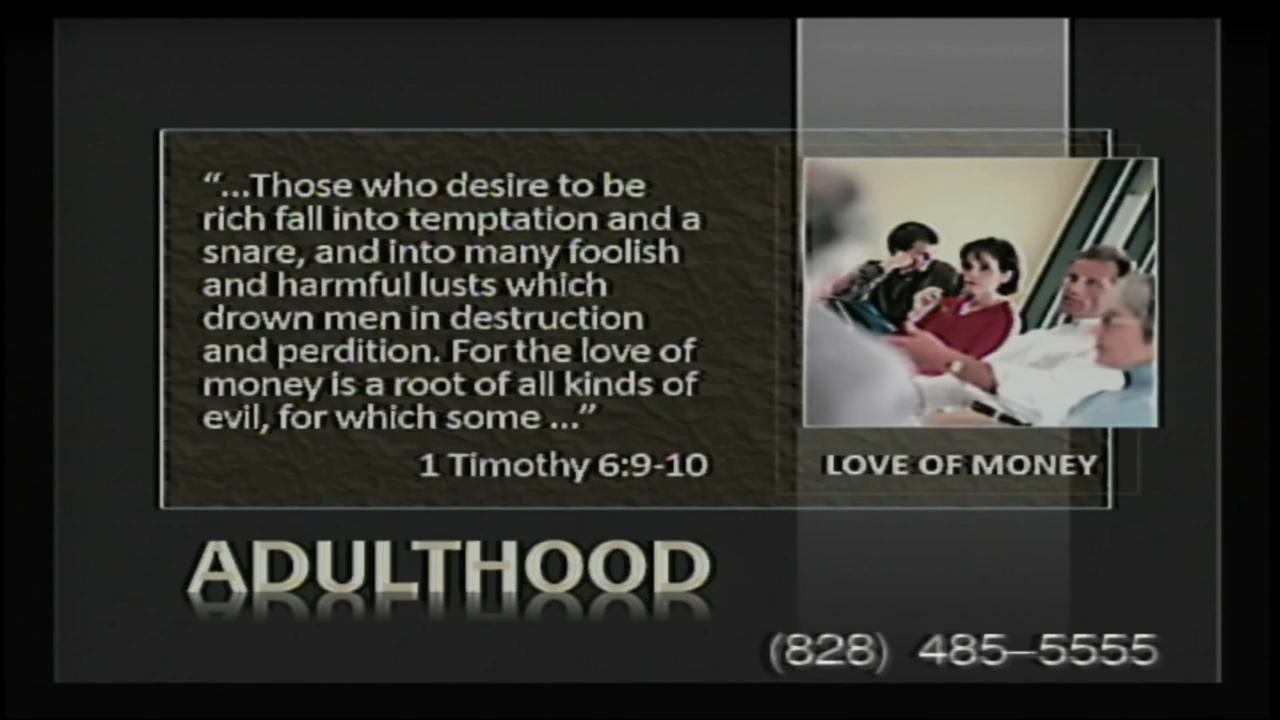 “...Those who desire to be
rich fall into temptation and a
snare, and into many foolish
and harmful lusts which
drown men in destruction
and perdition. For the love of
money is a root of all kinds of
evil, for which some ...”
1 Timothy 6:9-10
LOVE OF MONEY
ADULTHOOD
(828) 485–5555